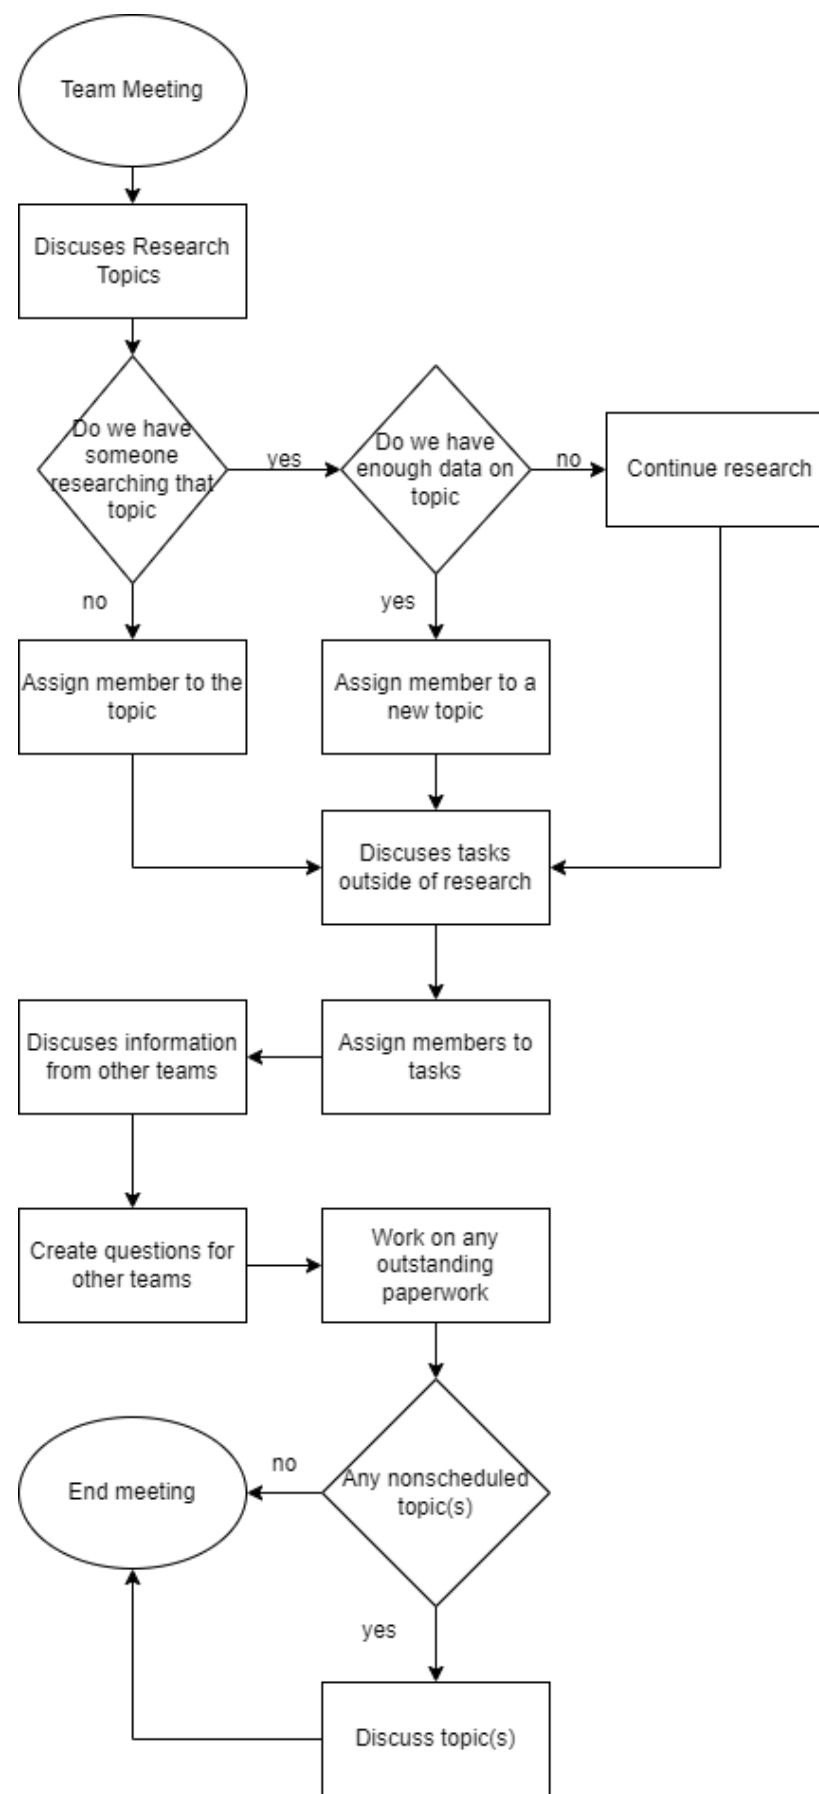 Team Meeting
Discuses Research
Topics
Do we have
someone
researching that
topic
yes
Do we have
enough data on
topic
no
Continue research
no
yes
Assign member to the
topic
Assign member to a
new topic
Discuses tasks
outside of research
Discuses information
from other teams
Assign members to
tasks
Create questions for
other teams
Work on any
outstanding
paperwork
End meeting
no
Any nonscheduled
topic(s)
yes
Discuss topic(s)